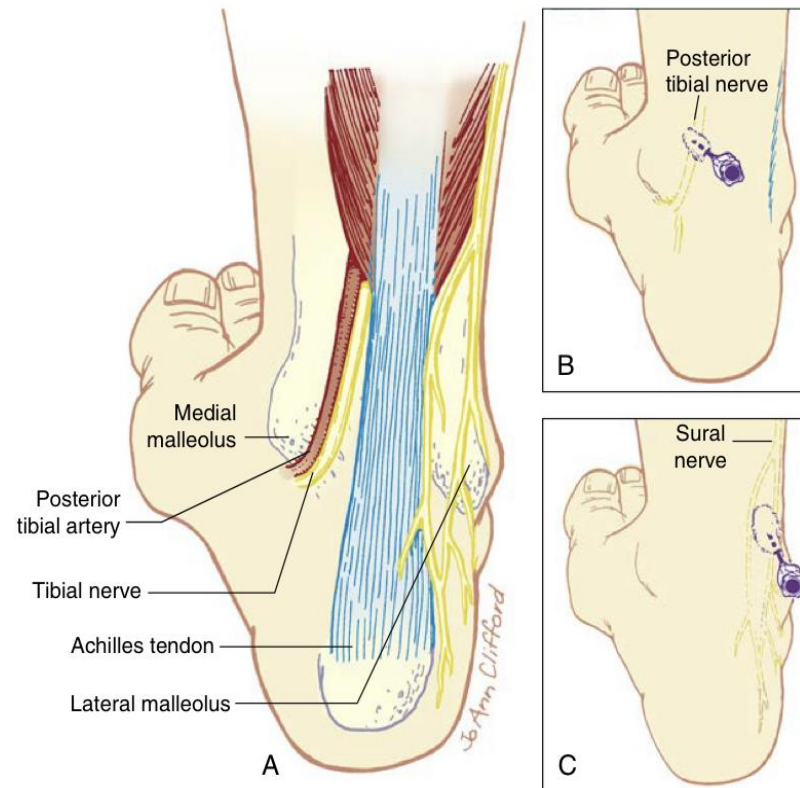 Medial
malleolus
Posterior
tibial artery
Tibial nerve
Achilles tendon
Lateral malleolus
A
Jo Ann Clifford
Posterior
tibial nerve
B
Sural
nerve
C